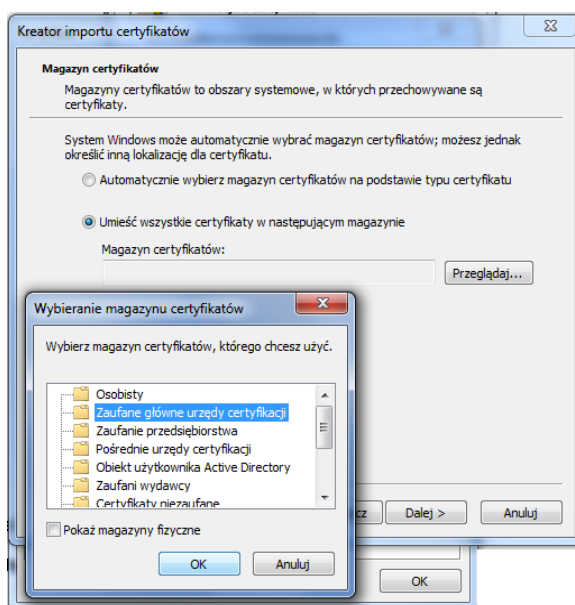 Kreator importu certyfikatów
Magazyn certyfikatów
Magazyny certyfikatów to obszary systemowe, w których przechowywane są
certyfikaty.
System Windows może automatycznie wybrać magazyn certyfikatów; możesz jednak
określić inną lokalizację dla certyfikatu.
Automatycznie wybierz magazyn certyfikatów na podstawie typu certyfikatu
Umieść wszystkie certyfikaty w następującym magazynie
Magazyn certyfikatów:
Przeglądaj...
Wybieranie magazynu certyfikatów
Wybierz magazyn certyfikatów, którego chcesz użyć.
Osobisty
Zaufane główne urzędy certyfikacji
Zaufanie przedsiębiorstwa
Pośrednie urzędy certyfikacji
Obiekt użytkownika Active Directory
Zaufani wydawcy
Certyfikaty niezaufane
Pokaż magazyny fizyczne
OK
Anuluj
cz
Dalej >
Anuluj
OK